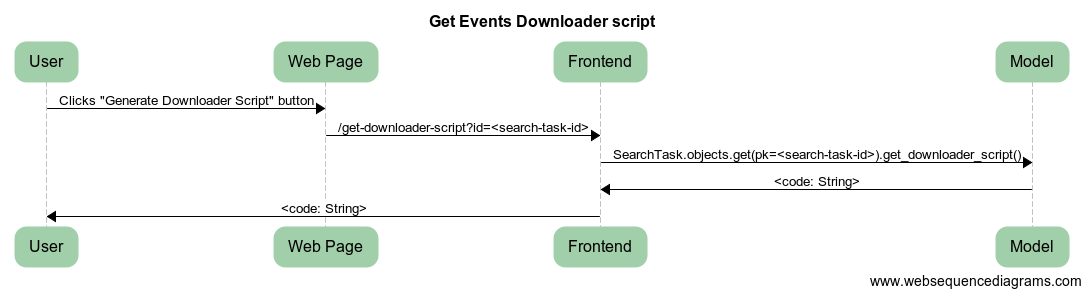 Get Events Downloader script
User
Web Page
Frontend
Model
Clicks "Generate Downloader Script" button
/get-downloader-script?id=<search-task-id>
SearchTask.objects.get(pk=<search-task-id>).get_downloader_script()
<code: String>
<code: String>
User
Web Page
Frontend
Model
www.websequencediagrams.com